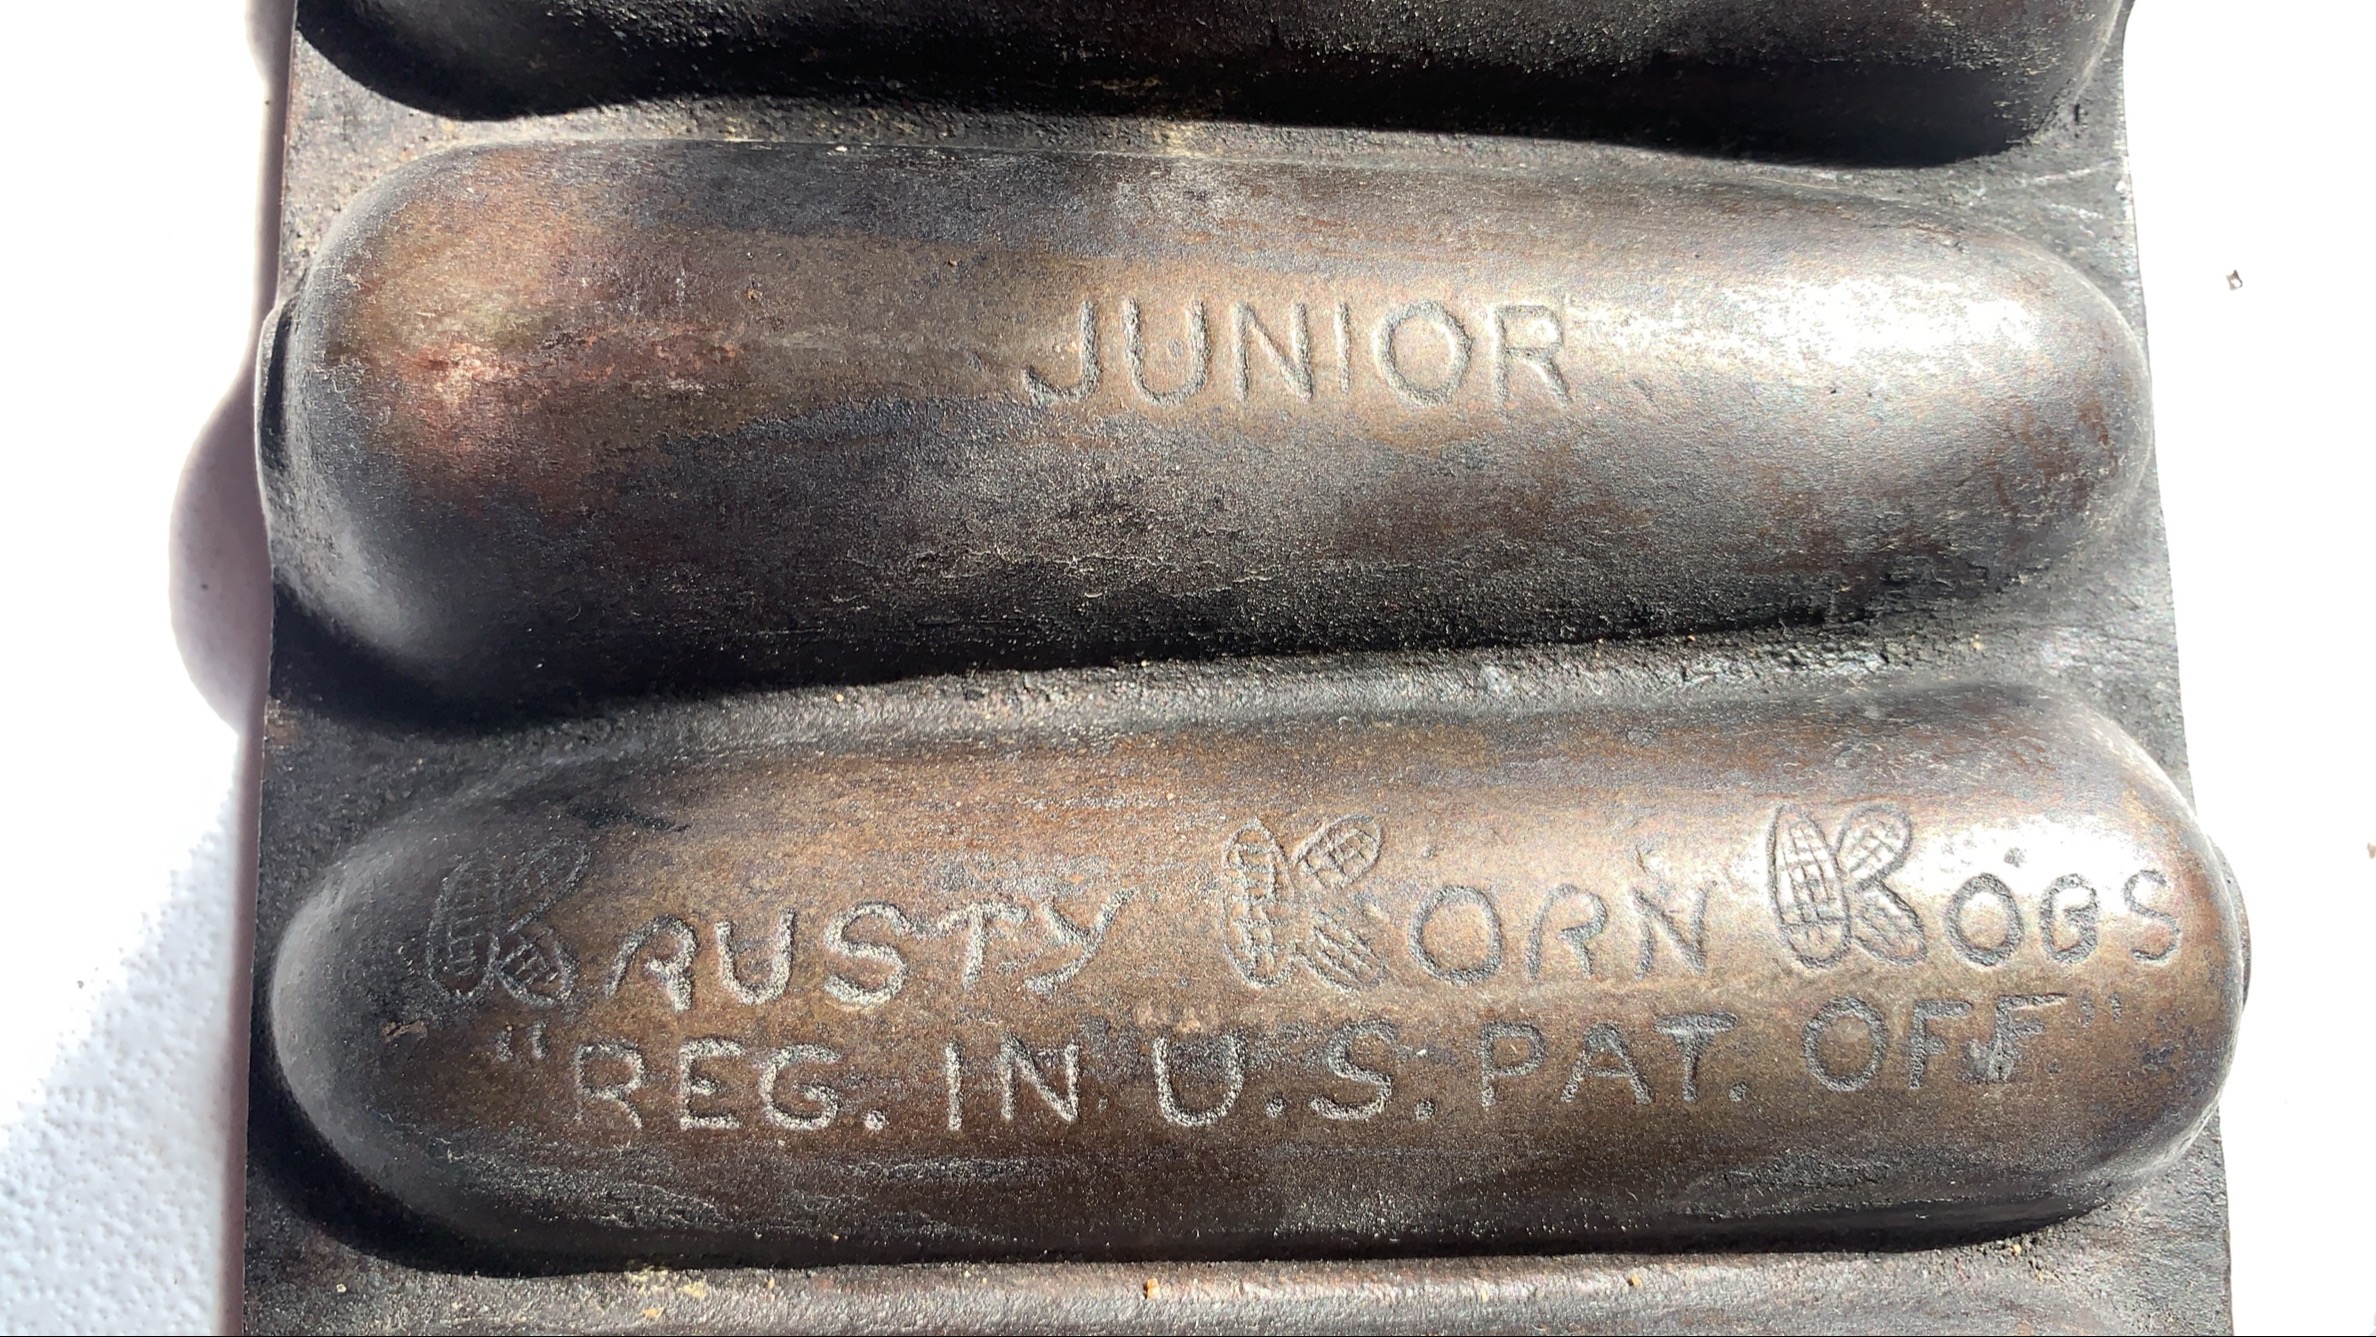 JUNIOR
KRUSTY KORN KOBS
"REG. IN U.S. PAT. OFF."